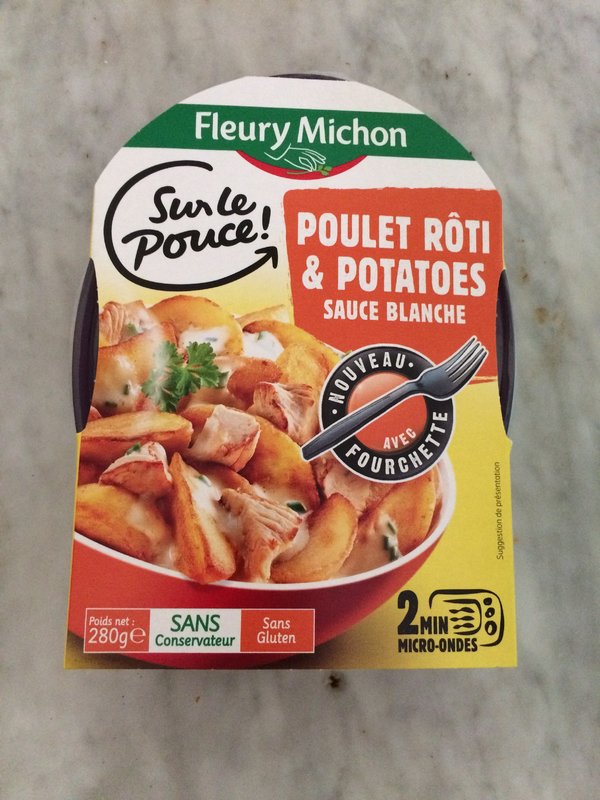 Fleury Michon
Sur le
Pouce!
POULET RÔTI
& POTATOES
SAUCE BLANCHE
• NOUVEAU •
AVEC
FOURCHETTE
Suggestion de présentation
Poids net :
280g e
SANS
Conservateur
Sans
Gluten
2 MIN
MICRO-ONDES